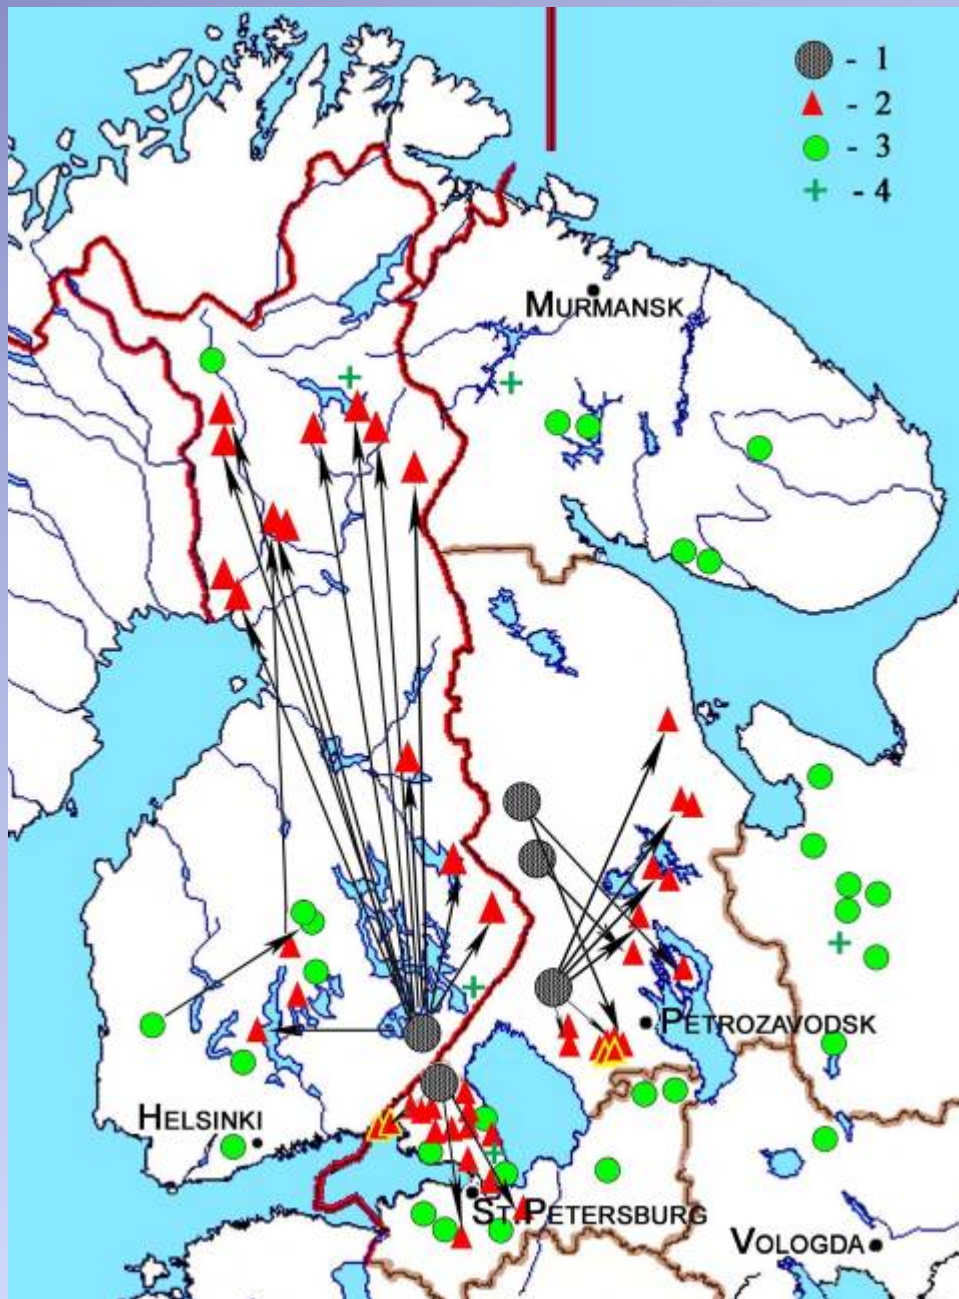 - 1
- 2
- 3
- 4
MURMANSK
PETROZAVODSK
HELSINKI
ST. PETERSBURG
VOLOGDA